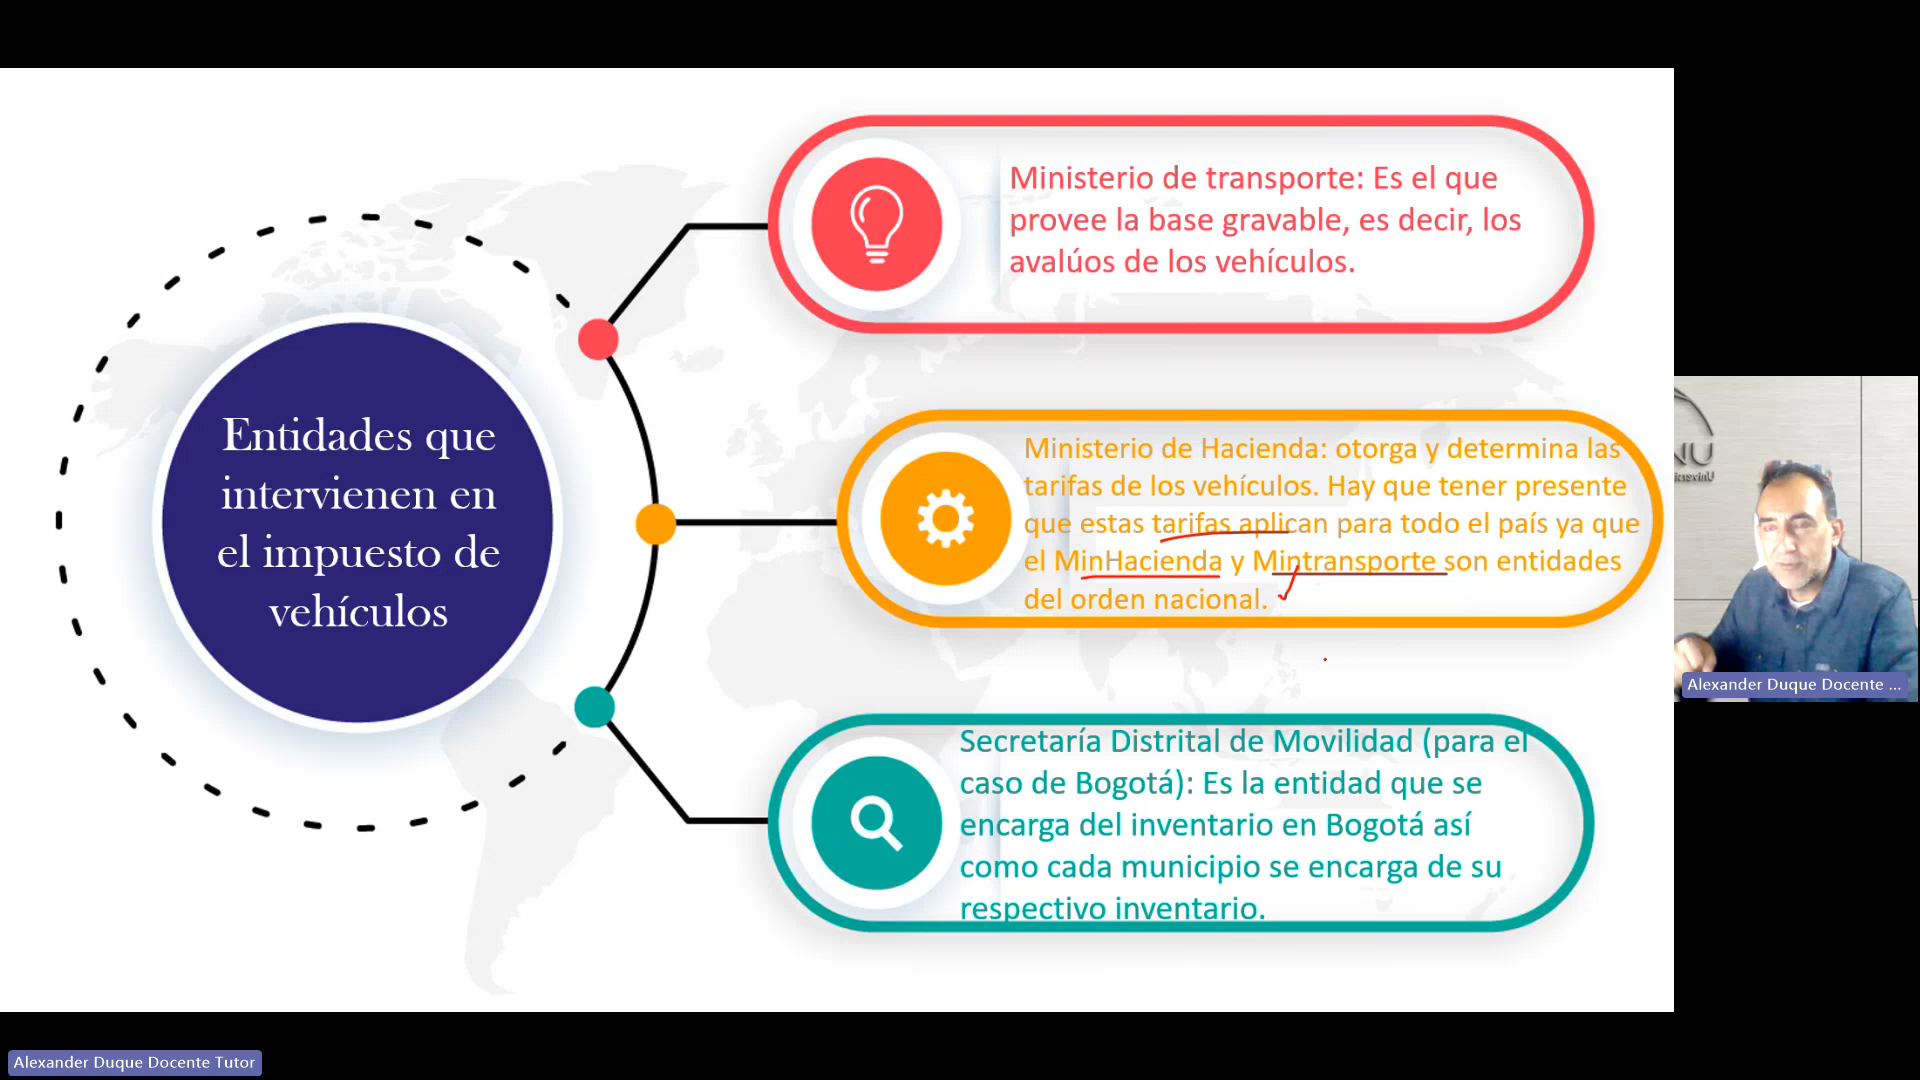 Entidades que
intervienen en
el impuesto de
vehículos
Ministerio de transporte: Es el que
provee la base gravable, es decir, los
avalúos de los vehículos.
Ministerio de Hacienda: otorga y determina las
tarifas de los vehículos. Hay que tener presente
que estas tarifas aplican para todo el país ya que
el MinHacienda y Mintransporte son entidades
del orden nacional.
Secretaría Distrital de Movilidad (para el
caso de Bogotá): Es la entidad que se
encarga del inventario en Bogotá así
como cada municipio se encarga de su
respectivo inventario.
Alexander Duque Docente ...
Alexander Duque Docente Tutor